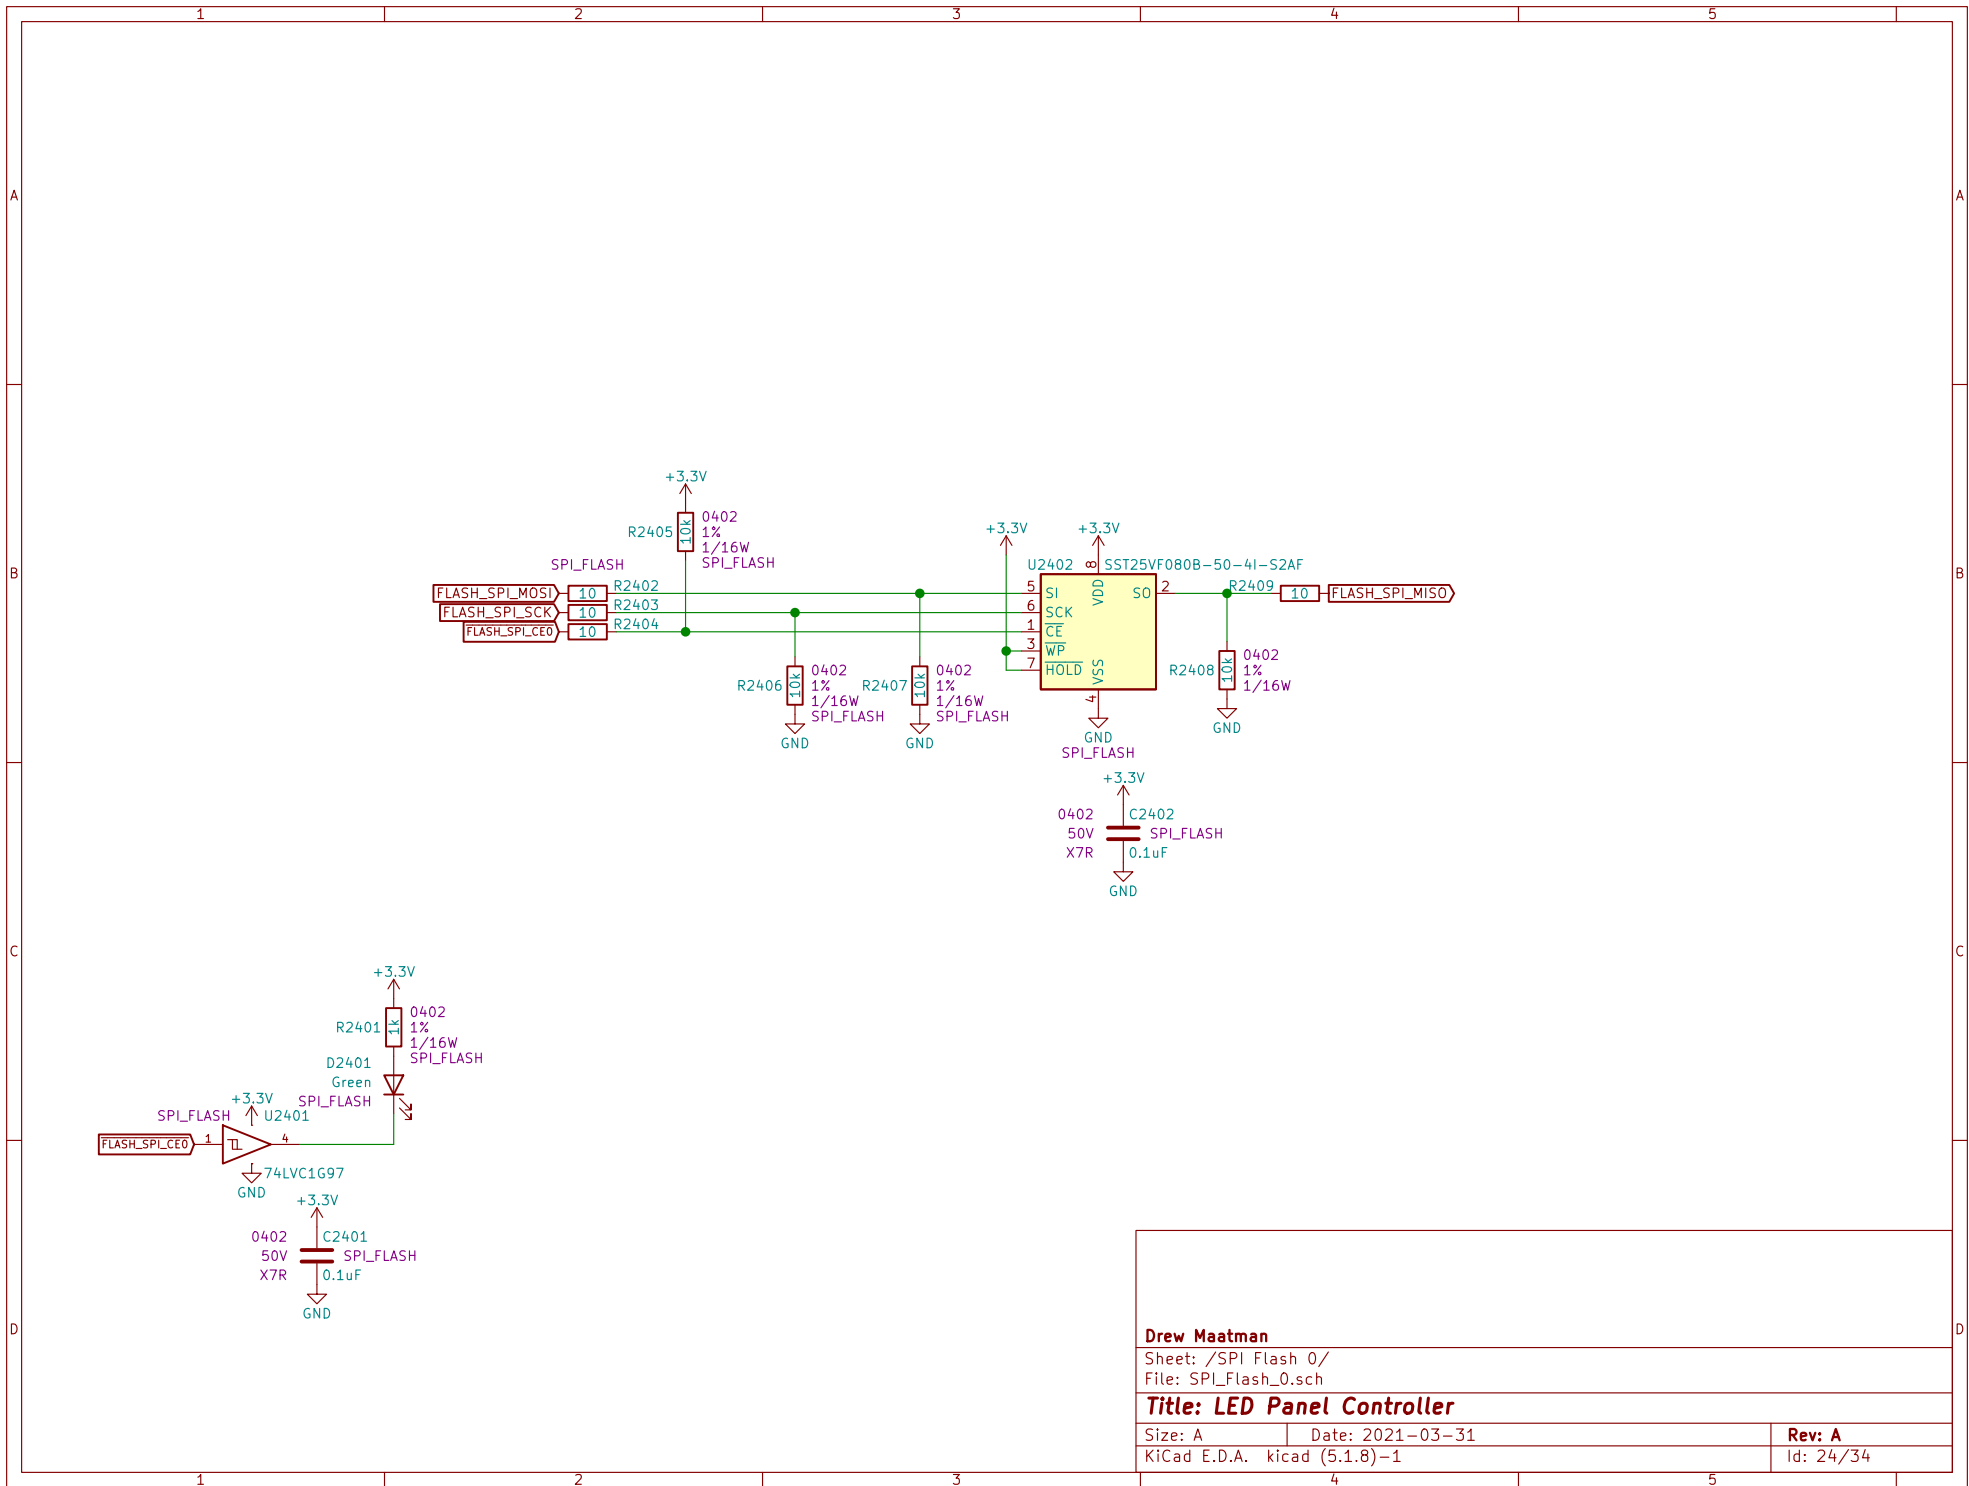 1 2 3 4 5
A A
B B
C C
D D
+3.3V
R2405 10k
0402
1%
1/16W
SPI_FLASH
SPI_FLASH
FLASH_SPI_MOSI 10 R2402
FLASH_SPI_SCK 10 R2403
FLASH_SPI_CE0 10 R2404
+3.3V
+3.3V
U2402
SST25VF080B-50-4I-S2AF
8 VDD
5 SI
6 SCK
1 CE
3 WP
7 HOLD
SO 2
VSS 4
GND
SPI_FLASH
R2409 10 FLASH_SPI_MISO
R2406 10k
0402
1%
1/16W
SPI_FLASH
GND
R2407 10k
0402
1%
1/16W
SPI_FLASH
GND
R2408 10k
0402
1%
1/16W
GND
+3.3V
0402
50V
X7R
C2402
SPI_FLASH
0.1uF
GND
+3.3V
R2401 1k
0402
1%
1/16W
SPI_FLASH
D2401
Green
SPI_FLASH
+3.3V
SPI_FLASH
U2401
FLASH_SPI_CE0 1 4
74LVC1G97
GND
+3.3V
0402
50V
X7R
C2401
SPI_FLASH
0.1uF
GND
Drew Maatman
Sheet: /SPI Flash 0/
File: SPI_Flash_0.sch
Title: LED Panel Controller
Size: A Date: 2021-03-31 Rev: A
KiCad E.D.A. kicad (5.1.8)-1 Id: 24/34
1 2 3 4 5